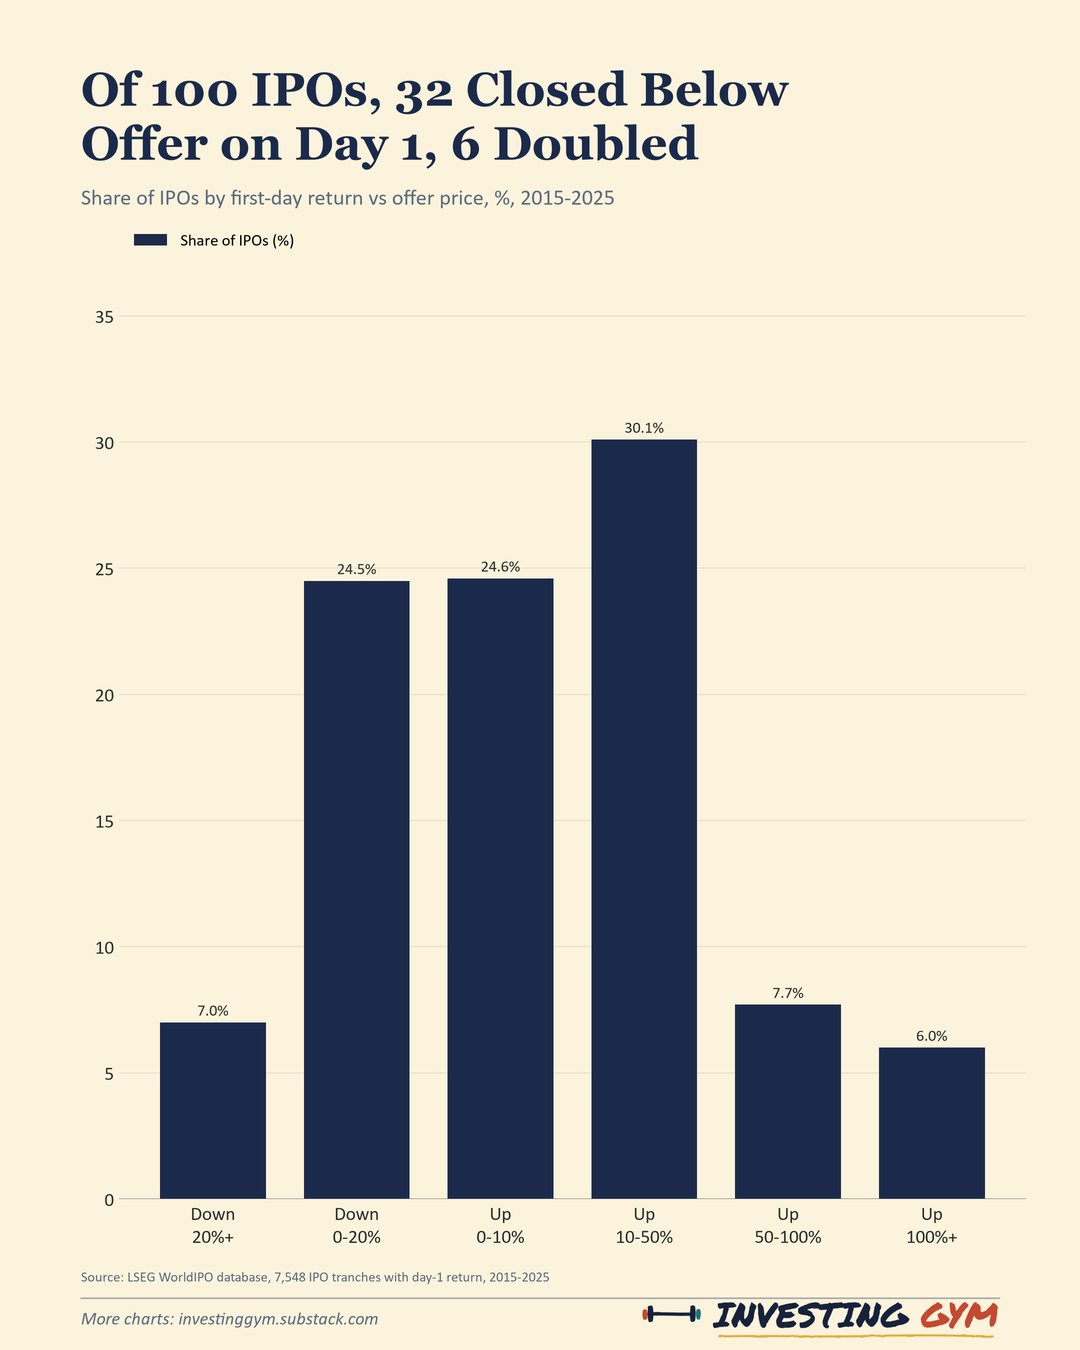 Of 100 IPOs, 32 Closed Below
Offer on Day 1, 6 Doubled
Share of IPOs by first-day return vs offer price, %, 2015-2025
Share of IPOs (%)
35
30
25
20
15
10
5
0
7.0%
24.5%
24.6%
30.1%
7.7%
6.0%
Down
20%+
Down
0-20%
Up
0-10%
Up
10-50%
Up
50-100%
Up
100%+
Source: LSEG WorldIPO database, 7,548 IPO tranches with day-1 return, 2015-2025
More charts: investinggym.substack.com
INVESTING GYM